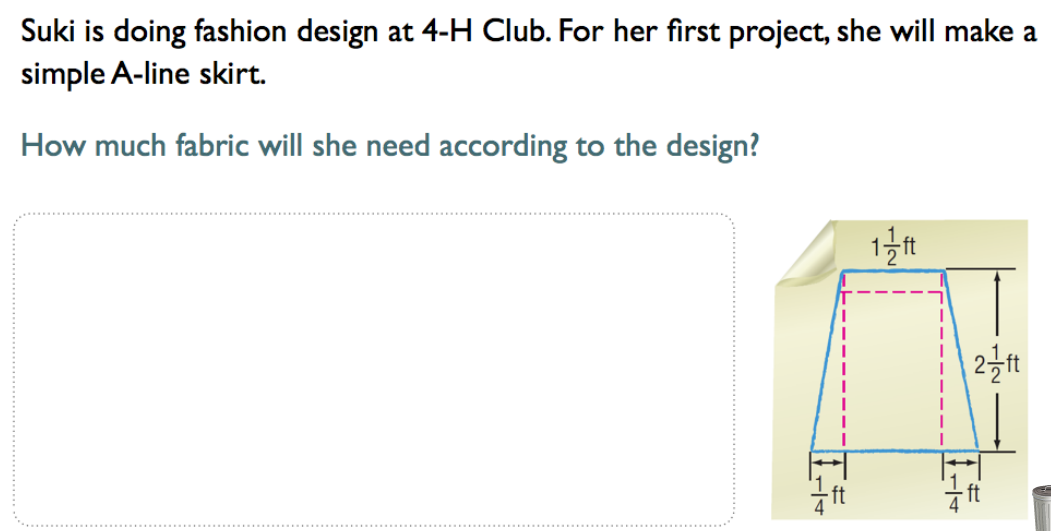 Suki is doing fashion design at 4-H Club. For her first project, she will make a
simple A-line skirt.
How much fabric will she need according to the design?
1 1/2 ft
2 1/2 ft
1/4 ft 1/4 ft